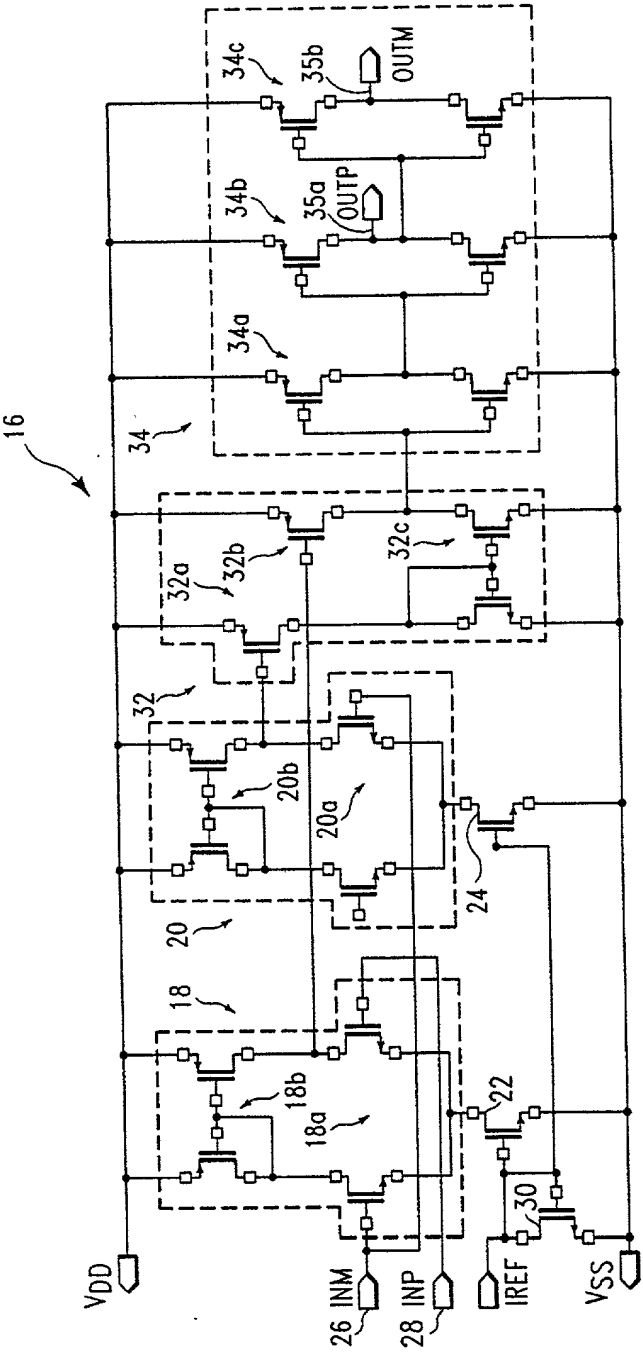 16
34c
35b
OUTM
34b
35a
OUTP
34a
34
32a
32b
32c
32
20b
20a
20
24
18
18b
18a
22
30
VDD
26 INM
28 INP
IREF
VSS